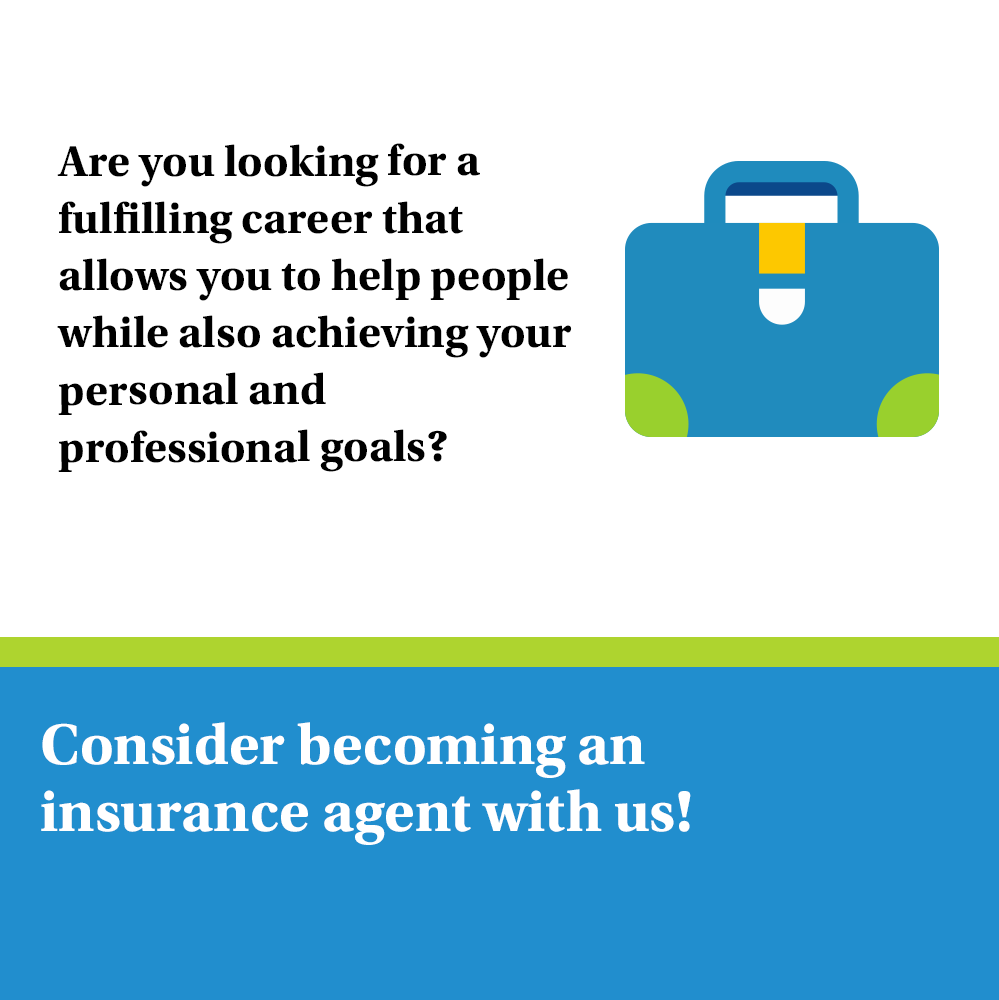 Are you looking for a
fulfilling career that
allows you to help people
while also achieving your
personal and
professional goals?
Consider becoming an
insurance agent with us!